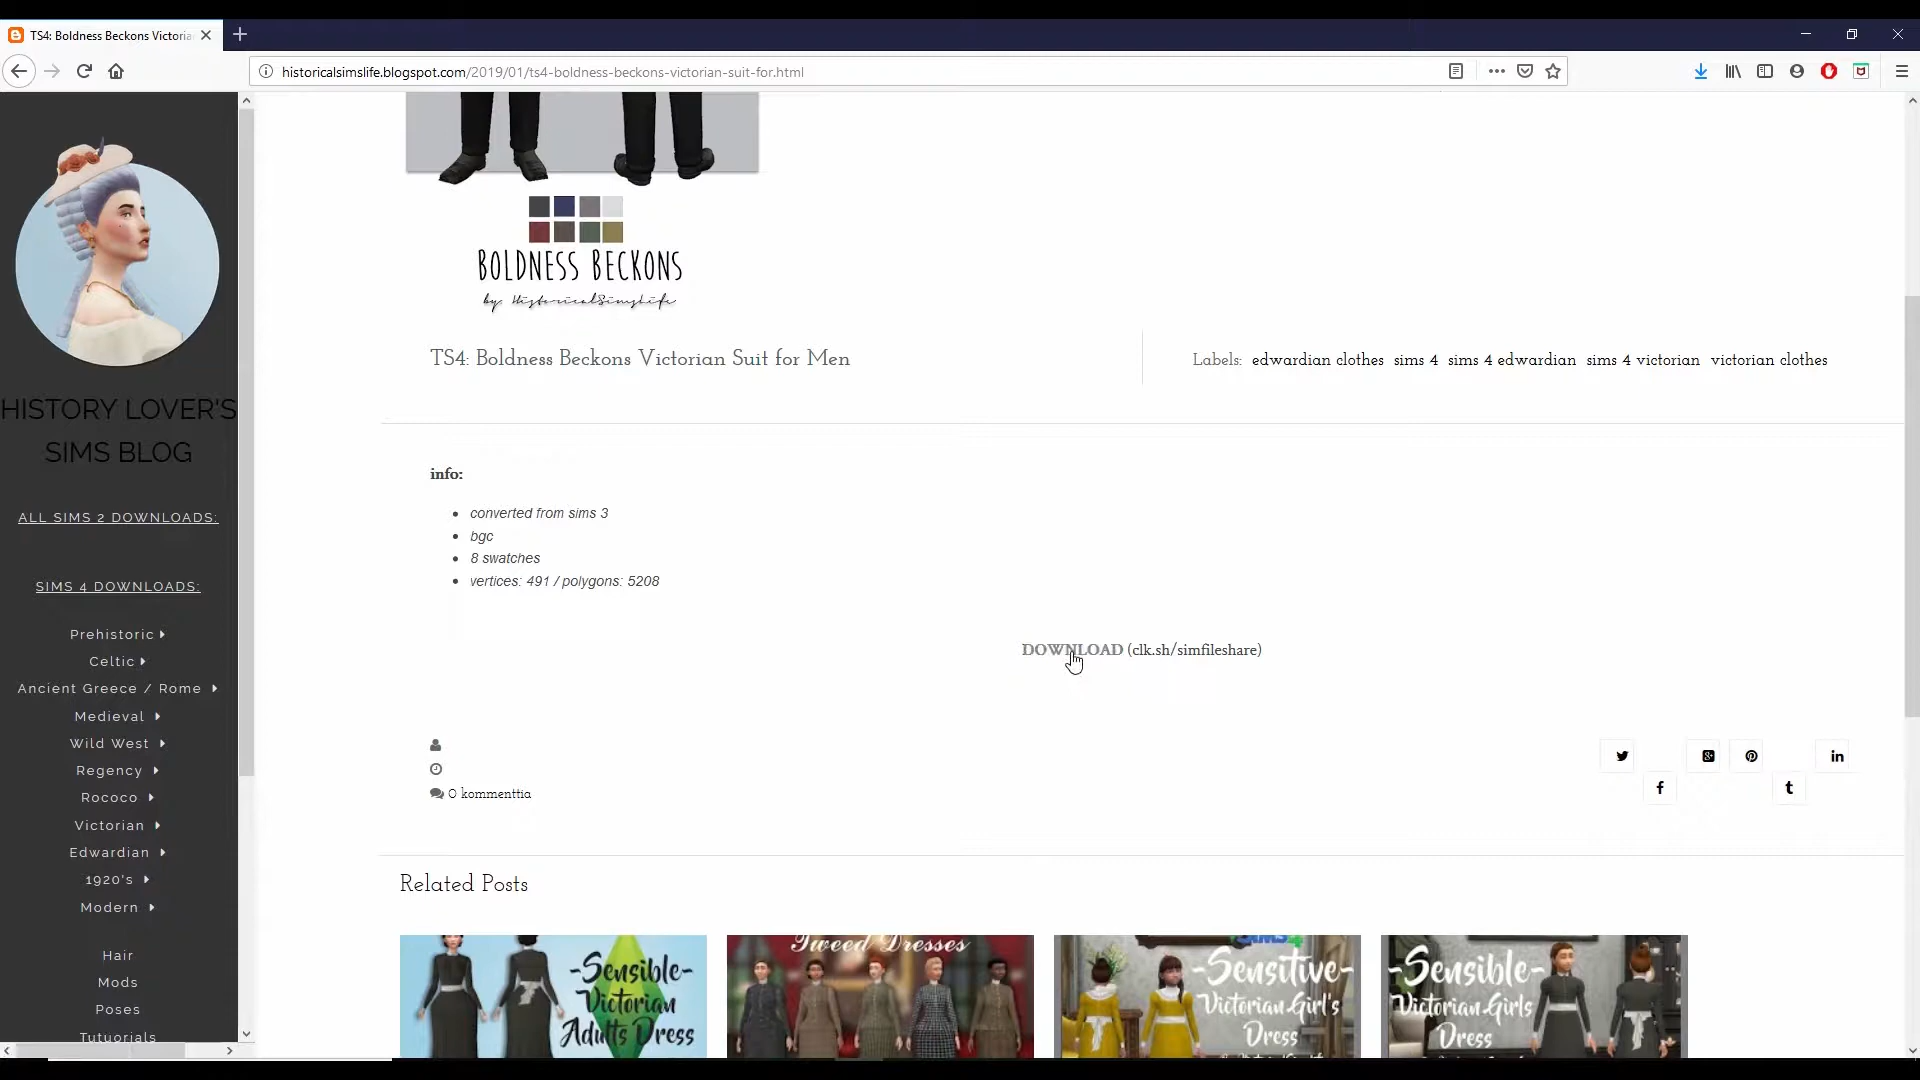 TS4: Boldness Beckons Victoria
historicalsimslife.blogspot.com/2019/01/ts4-boldness-beckons-victorian-suit-for.html
HISTORY LOVER'S
SIMS BLOG
ALL SIMS 2 DOWNLOADS:
SIMS 4 DOWNLOADS:
Prehistoric
Celtic
Ancient Greece / Rome
Medieval
Wild West
Regency
Rococo
Victorian
Edwardian
1920's
Modern
Hair
Mods
Poses
Tutuorials
BOLDNESS BECKONS
by HistoricalSimsLife
TS4: Boldness Beckons Victorian Suit for Men
Labels: edwardian clothes sims 4 sims 4 edwardian sims 4 victorian victorian clothes
info:
converted from sims 3
bgc
8 swatches
vertices: 491 / polygons: 5208
DOWNLOAD (clk.sh/simfileshare)
0 kommenttia
Related Posts
-Sensible-
Victorian
Adults Dress
Tweed Dresses
-Sensitive-
Victorian Girl's
Dress
-Sensible-
Victorian Girls
Dress